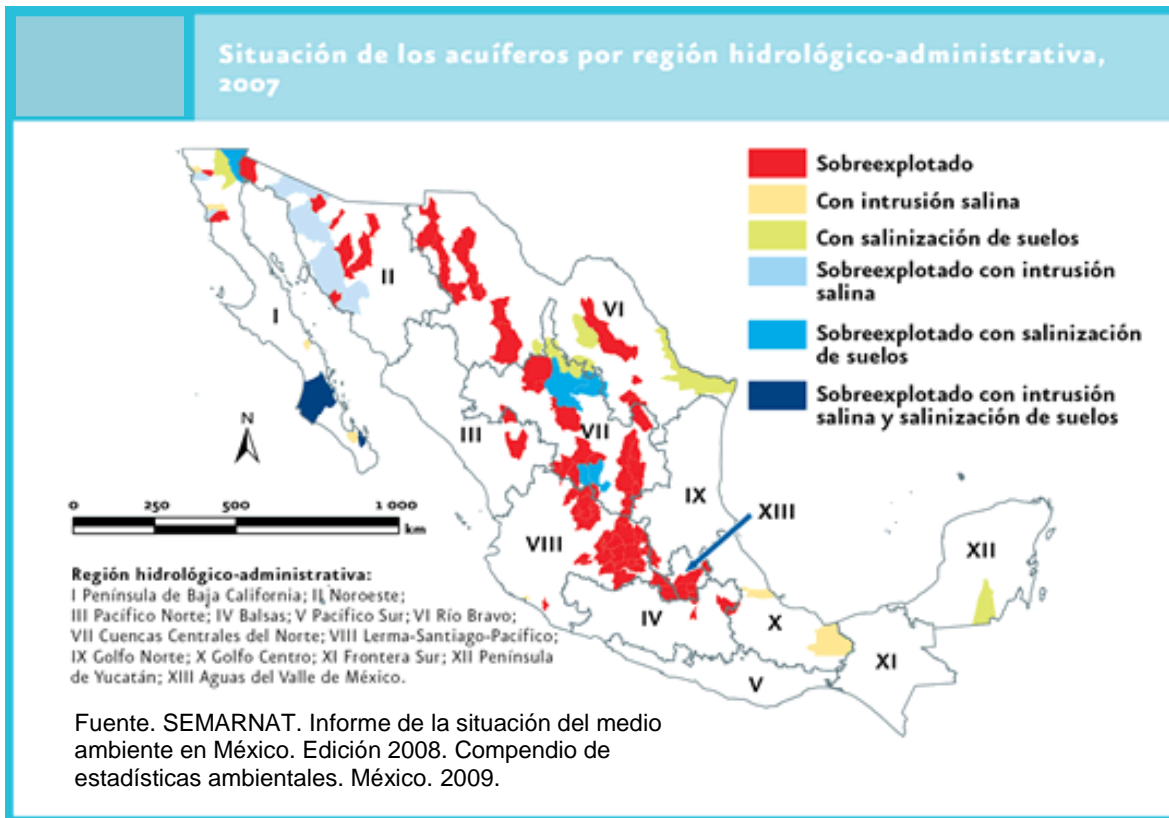 Situación de los acuíferos por región hidrológico-administrativa,
2007
Sobreexplotado
Con intrusión salina
Con salinización de suelos
Sobreexplotado con intrusión
salina
Sobreexplotado con salinización
de suelos
Sobreexplotado con intrusión
salina y salinización de suelos
I
II
III
IV
V
VI
VII
VIII
IX
X
XI
XII
XIII
N
0 250 500 1 000
km
Región hidrológico-administrativa:
I Península de Baja California; II Noroeste;
III Pacífico Norte; IV Balsas; V Pacífico Sur; VI Río Bravo;
VII Cuencas Centrales del Norte; VIII Lerma-Santiago-Pacífico;
IX Golfo Norte; X Golfo Centro; XI Frontera Sur; XII Península
de Yucatán; XIII Aguas del Valle de México.
Fuente. SEMARNAT. Informe de la situación del medio
ambiente en México. Edición 2008. Compendio de
estadísticas ambientales. México. 2009.